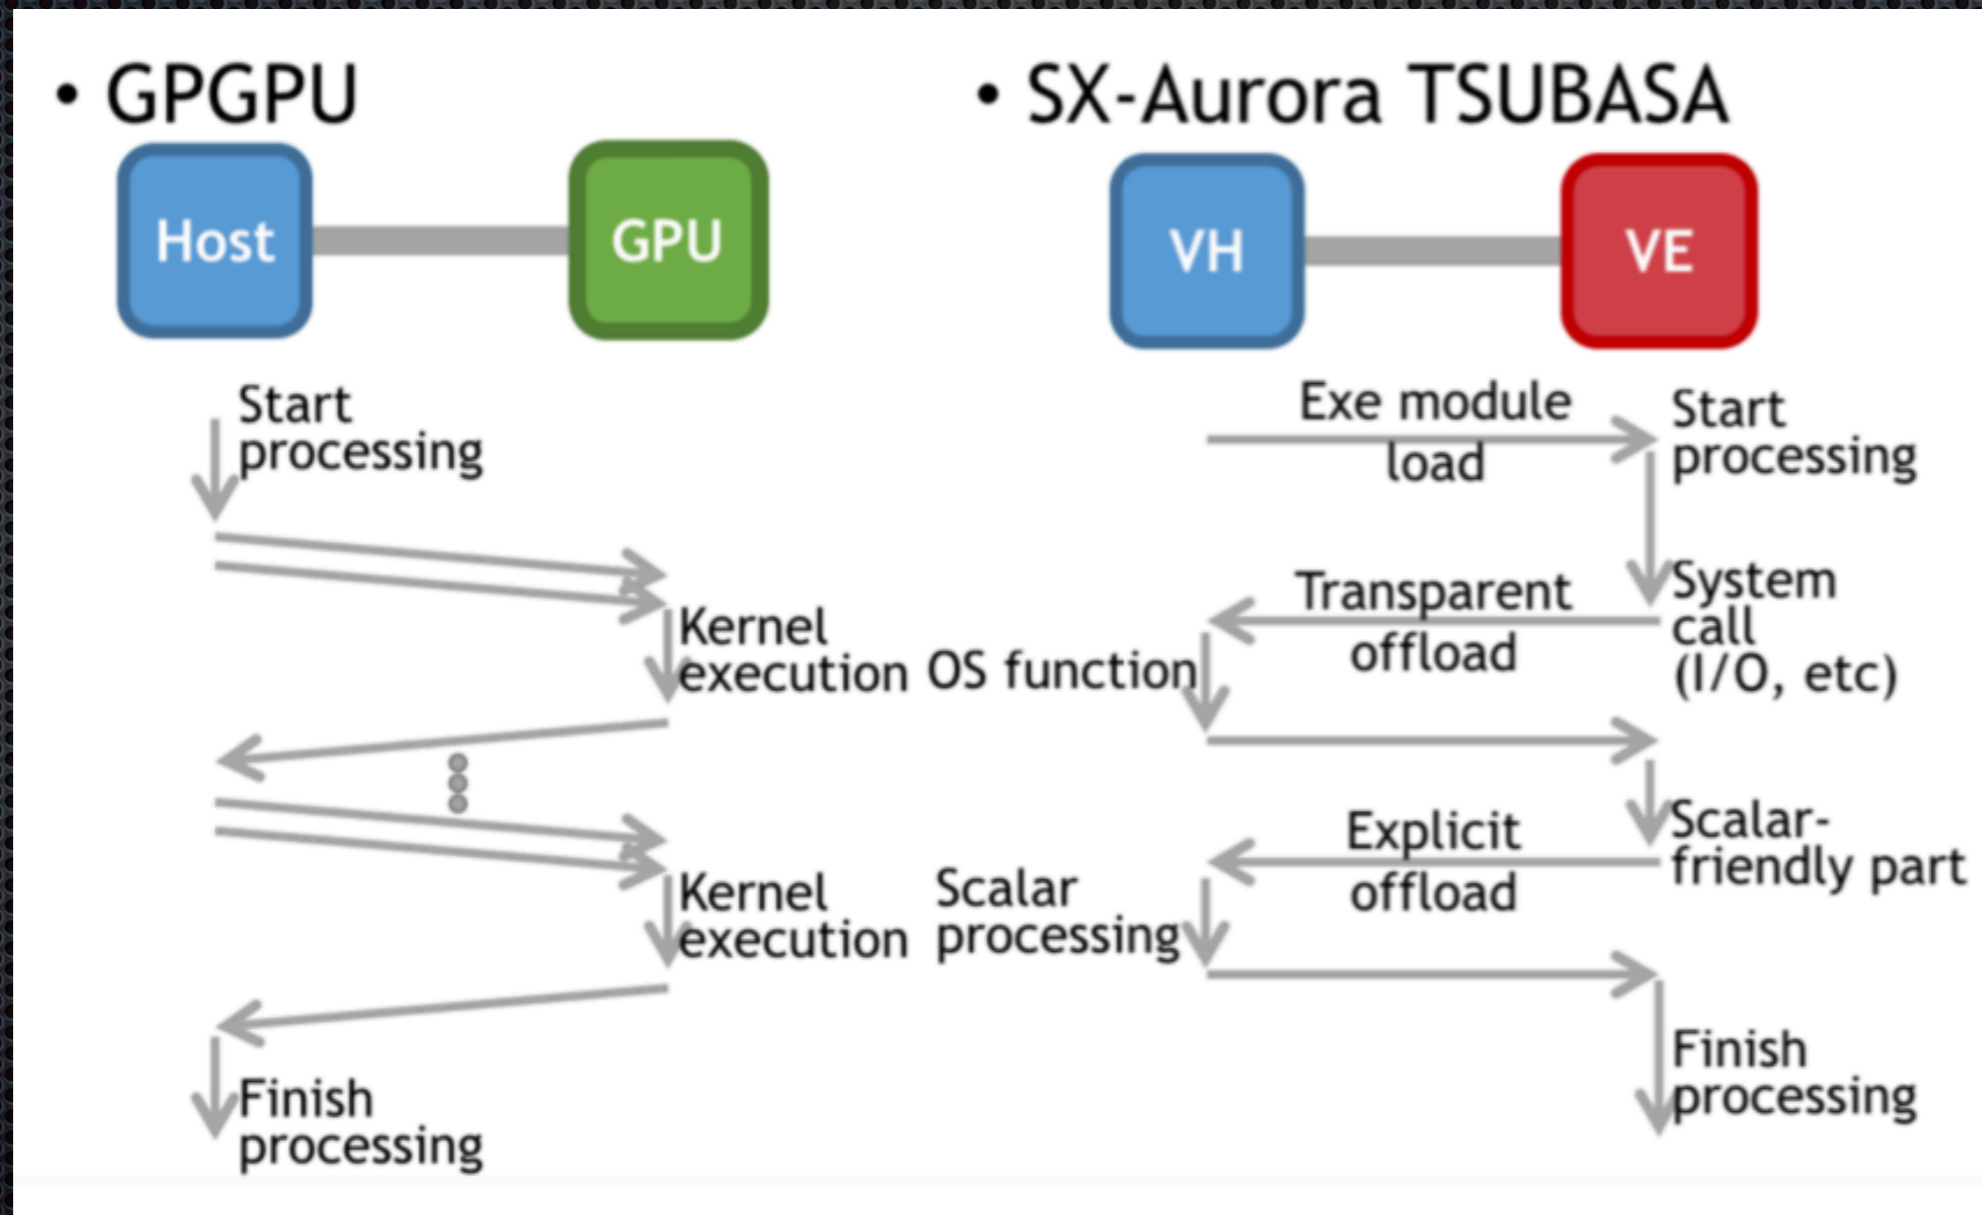 • GPGPU
Host
GPU
Start
processing
Kernel
execution
Kernel
execution
Finish
processing
• SX-Aurora TSUBASA
VH
VE
Exe module
load
Start
processing
Transparent
offload
System
call
(I/O, etc)
OS function
Explicit
offload
Scalar-
friendly part
Scalar
processing
Finish
processing